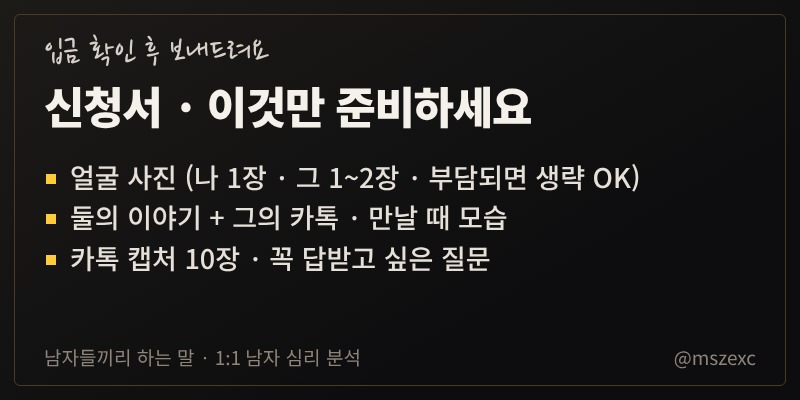 입금 확인 후 보내드려요
신청서 · 이것만 준비하세요
얼굴 사진 (나 1장 · 그 1~2장 · 부담되면 생략 OK)
둘의 이야기 + 그의 카톡 · 만날 때 모습
카톡 캡처 10장 · 꼭 답받고 싶은 질문
남자들끼리 하는 말 · 1:1 남자 심리 분석
@mszexc